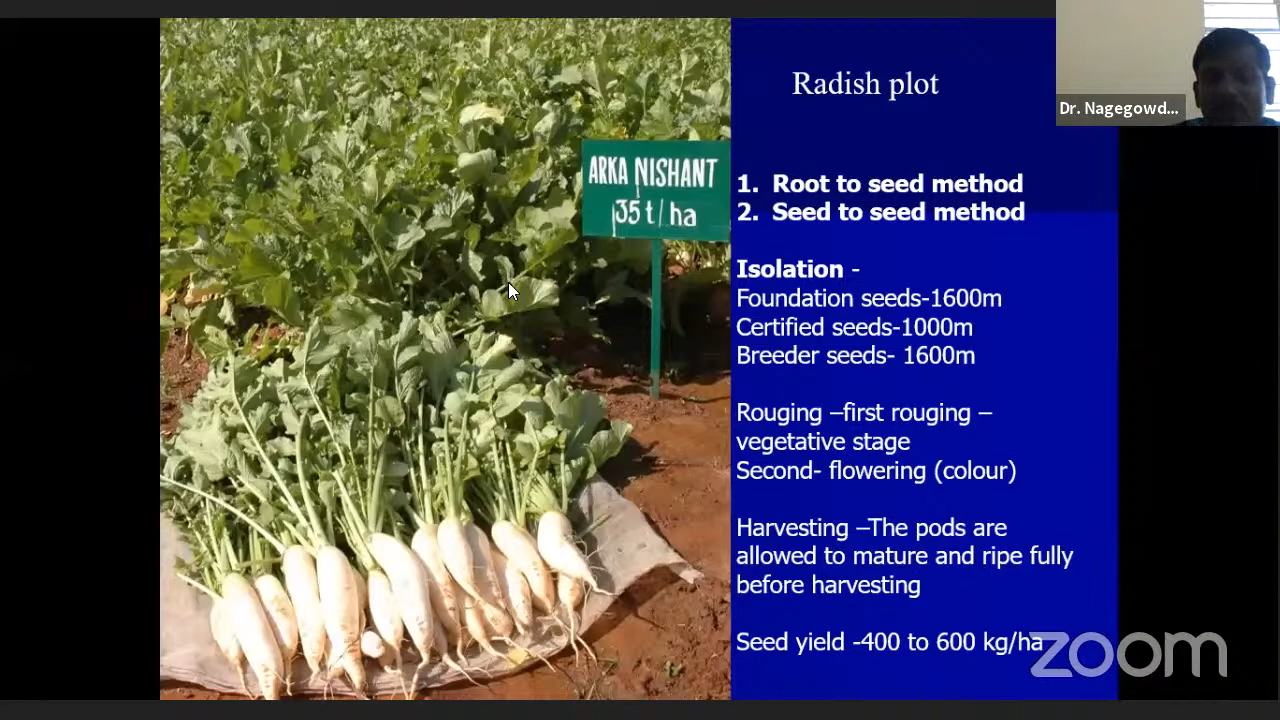 Radish plot
Dr. Nagegowd...
ARKA NISHANT
35 t/ha
1. Root to seed method
2. Seed to seed method
Isolation -
Foundation seeds-1600m
Certified seeds-1000m
Breeder seeds- 1600m
Rouging –first rouging –
vegetative stage
Second- flowering (colour)
Harvesting –The pods are
allowed to mature and ripe fully
before harvesting
Seed yield -400 to 600 kg/ha
zoom